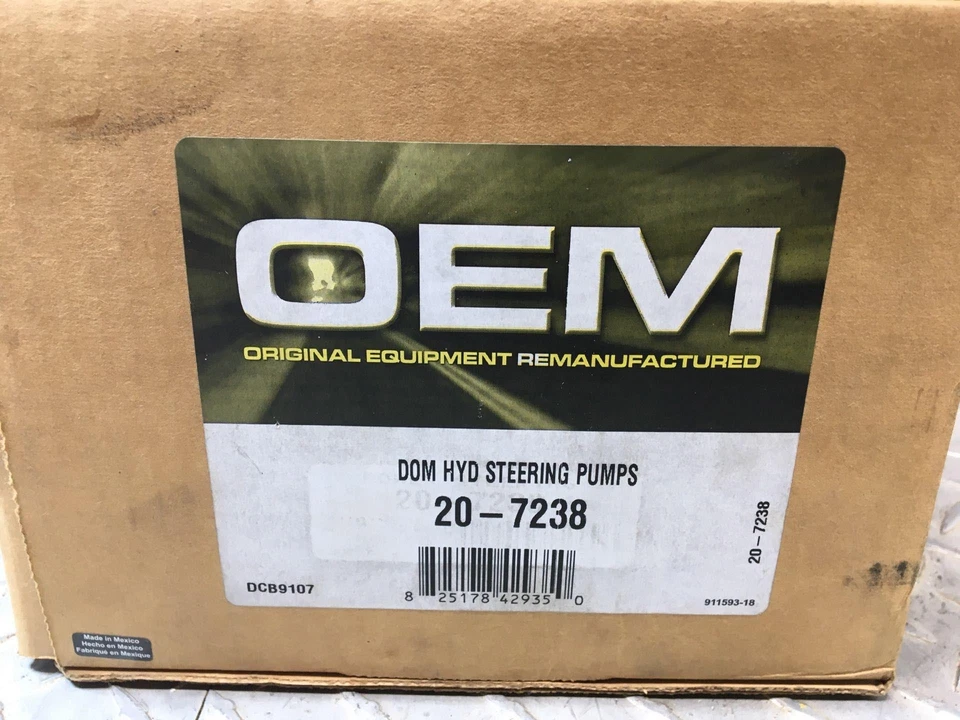 OEM
ORIGINAL EQUIPMENT REMANUFACTURED
DOM HYD STEERING PUMPS
20-7238
20-7238
DCB9107
8 25178 42935 0
911593-18
Made in Mexico
Hecho en Mexico
Fabriqué en Mexique